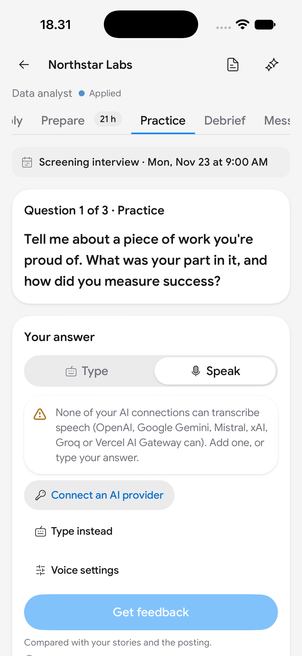 18.31
Northstar Labs
Data analyst Applied
ly Prepare 21 h Practice Debrief Mess
Screening interview · Mon, Nov 23 at 9:00 AM
Question 1 of 3 · Practice
Tell me about a piece of work you're
proud of. What was your part in it, and
how did you measure success?
Your answer
Type Speak
None of your AI connections can transcribe
speech (OpenAI, Google Gemini, Mistral, xAI,
Groq or Vercel AI Gateway can). Add one, or
type your answer.
Connect an AI provider
Type instead
Voice settings
Get feedback
Compared with your stories and the posting.